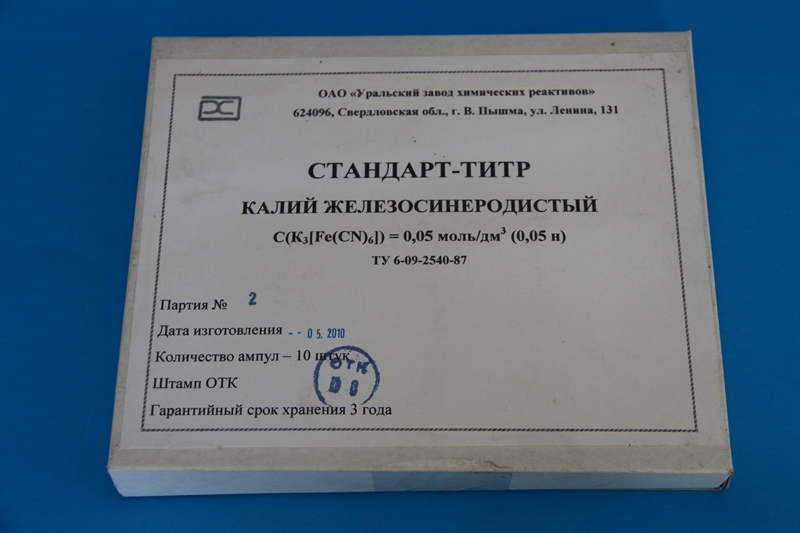 ОАО «Уральский завод химических реактивов»
624096, Свердловская обл., г. В. Пышма, ул. Ленина, 131
СТАНДАРТ-ТИТР
КАЛИЙ ЖЕЛЕЗОСИНЕРОДИСТЫЙ
С(K₃[Fe(CN)₆]) = 0,05 моль/дм³ (0,05 н)
ТУ 6-09-2540-87
Партия № 2
Дата изготовления - - 05. 2010
Количество ампул – 10 штук
Штамп ОТК
ОТК
Гарантийный срок хранения 3 года